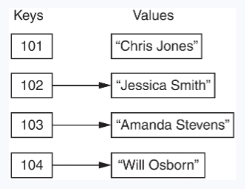 Keys Values
101 “Chris Jones”
102 “Jessica Smith”
103 “Amanda Stevens”
104 “Will Osborn”